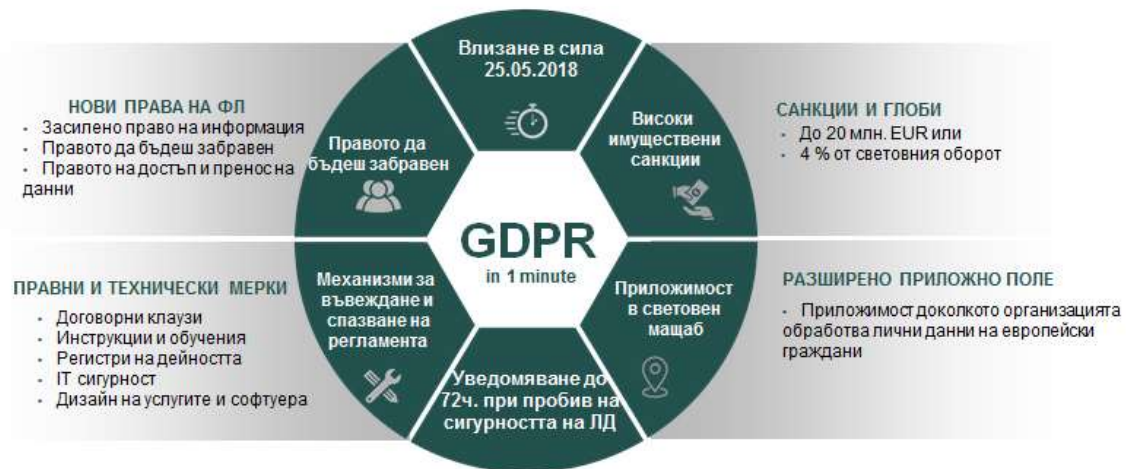 Влизане в сила
25.05.2018
НОВИ ПРАВА НА ФЛ
• Засилено право на информация
• Правото да бъдеш забравен
• Правото на достъп и пренос на
данни
Правото да
бъдеш забравен
Високи
имуществени
санкции
САНКЦИИ И ГЛОБИ
• До 20 млн. EUR или
• 4 % от световния оборот
GDPR
in 1 minute
ПРАВНИ И ТЕХНИЧЕСКИ МЕРКИ
• Договорни клаузи
• Инструкции и обучения
• Регистри на дейността
• IT сигурност
• Дизайн на услугите и софтуера
Механизми за
въвеждане и
спазване на
регламента
Приложимост
в световен
мащаб
РАЗШИРЕНО ПРИЛОЖНО ПОЛЕ
• Приложимост доколкото организацията
обработва лични данни на европейски
граждани
Уведомяване до
72ч. при пробив на
сигурността на ЛД